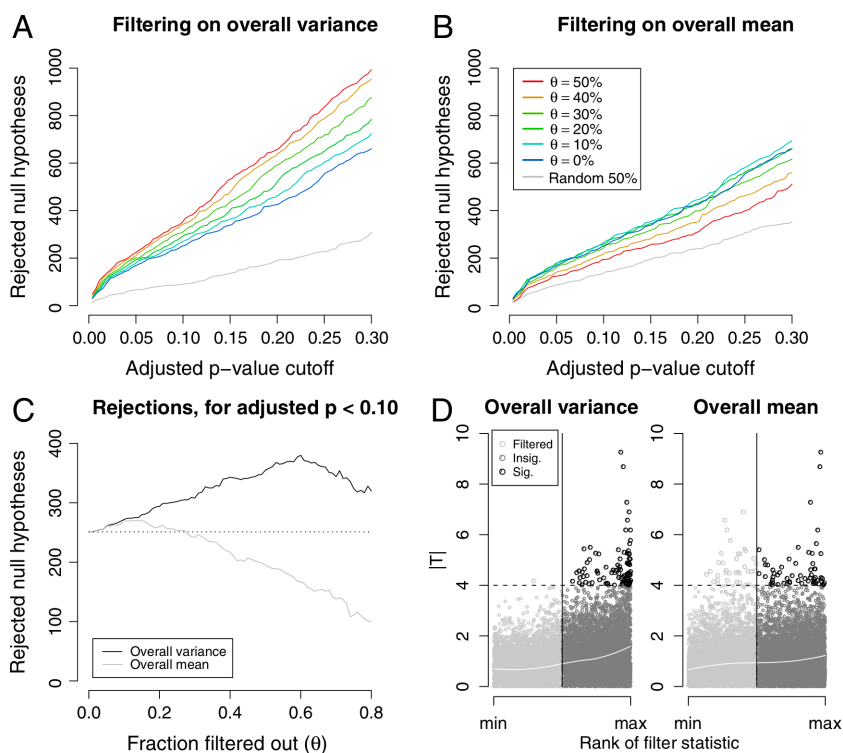 A
Filtering on overall variance
Rejected null hypotheses
0 200 400 600 800 1000
0.00 0.05 0.10 0.15 0.20 0.25 0.30
Adjusted p−value cutoff
B
Filtering on overall mean
Rejected null hypotheses
0 200 400 600 800 1000
θ = 50%
θ = 40%
θ = 30%
θ = 20%
θ = 10%
θ = 0%
Random 50%
0.00 0.05 0.10 0.15 0.20 0.25 0.30
Adjusted p−value cutoff
C
Rejections, for adjusted p < 0.10
Rejected null hypotheses
0 100 200 300 400
Overall variance
Overall mean
0.0 0.2 0.4 0.6 0.8
Fraction filtered out (θ)
D
Overall variance
Overall mean
|T|
0 2 4 6 8 10
Filtered
Insig.
Sig.
0 2 4 6 8 10
min max
min max
Rank of filter statistic